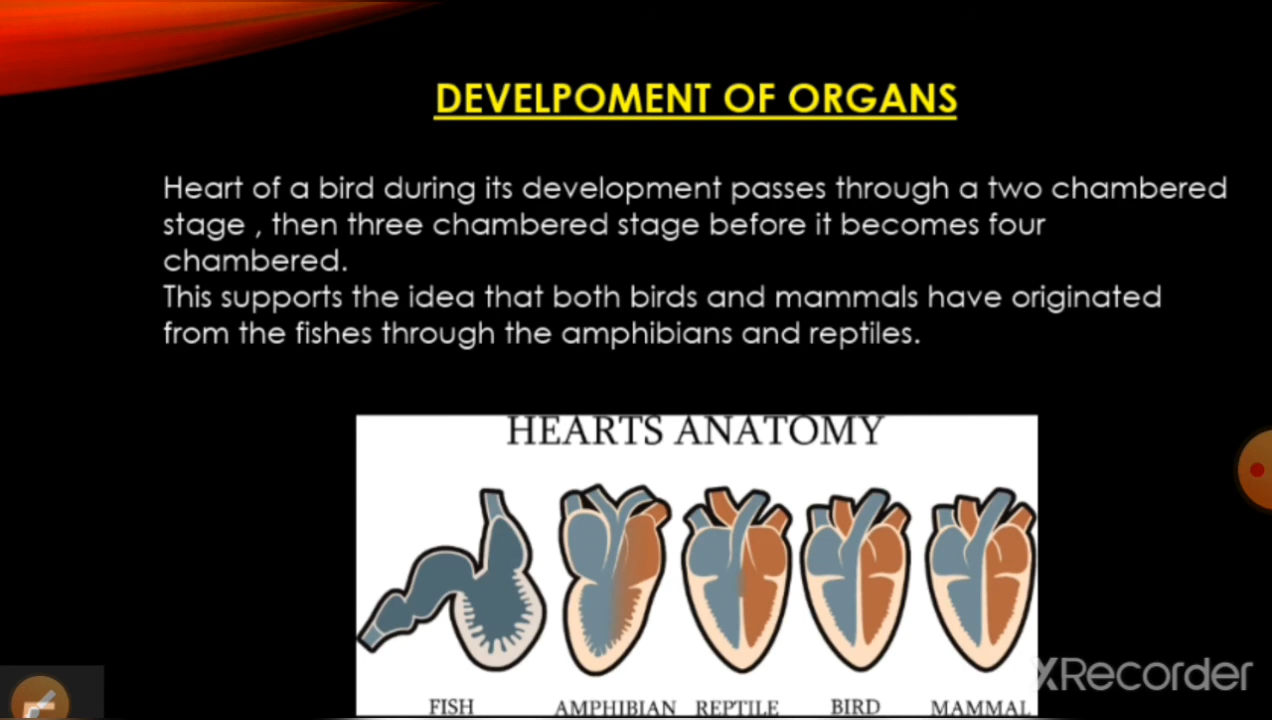 DEVELPOMENT OF ORGANS
Heart of a bird during its development passes through a two chambered
stage , then three chambered stage before it becomes four
chambered.
This supports the idea that both birds and mammals have originated
from the fishes through the amphibians and reptiles.
HEARTS ANATOMY
FISH AMPHIBIAN REPTILE BIRD MAMMAL
XRecorder